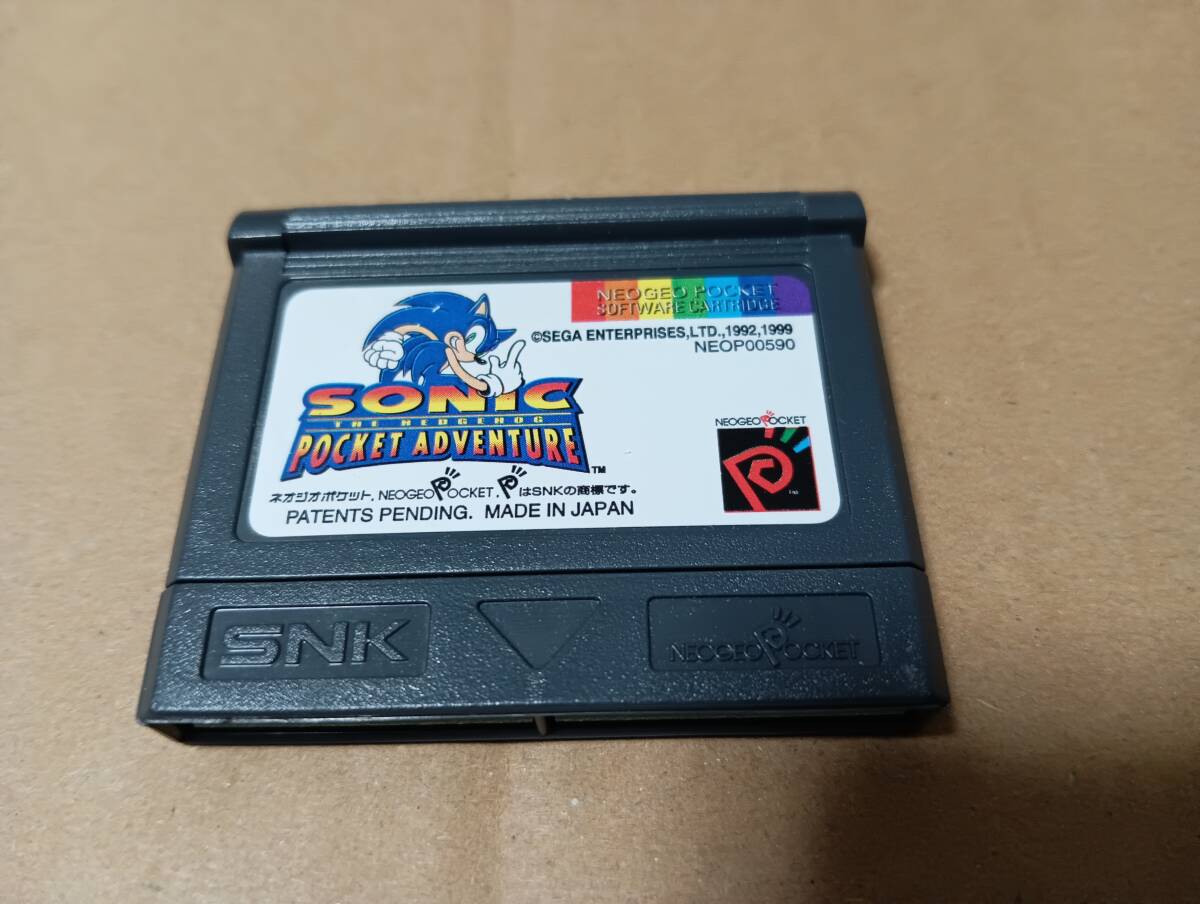 NEOGEO POCKET
SOFTWARE CARTRIDGE
©SEGA ENTERPRISES,LTD.,1992,1999
NEOP00590
SONIC
THE HEDGEHOG
POCKET ADVENTURE
TM
NEOGEO POCKET
TM
ネオジオポケット, NEOGEO POCKET, PはSNKの商標です。
PATENTS PENDING. MADE IN JAPAN
SNK
NEOGEO POCKET